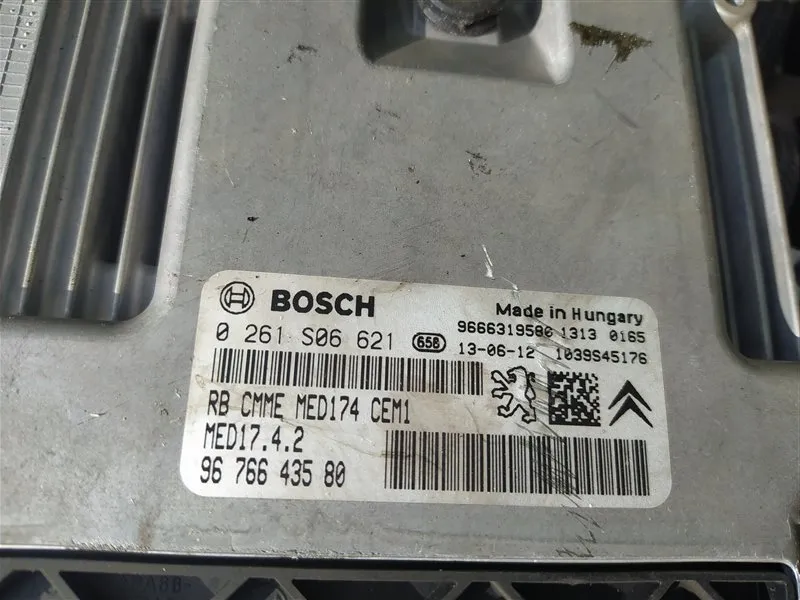 BOSCH
Made in Hungary
0 261 S06 621 658
9666319580 1313 0165
13-06-12 1039S45176
RB CMME MED174 CEM1
MED17.4.2
96 766 435 80